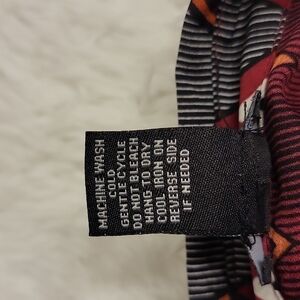 MACHINE WASH
COLD
GENTLE CYCLE
DO NOT BLEACH
HANG TO DRY
COOL IRON ON
REVERSE SIDE
IF NEEDED